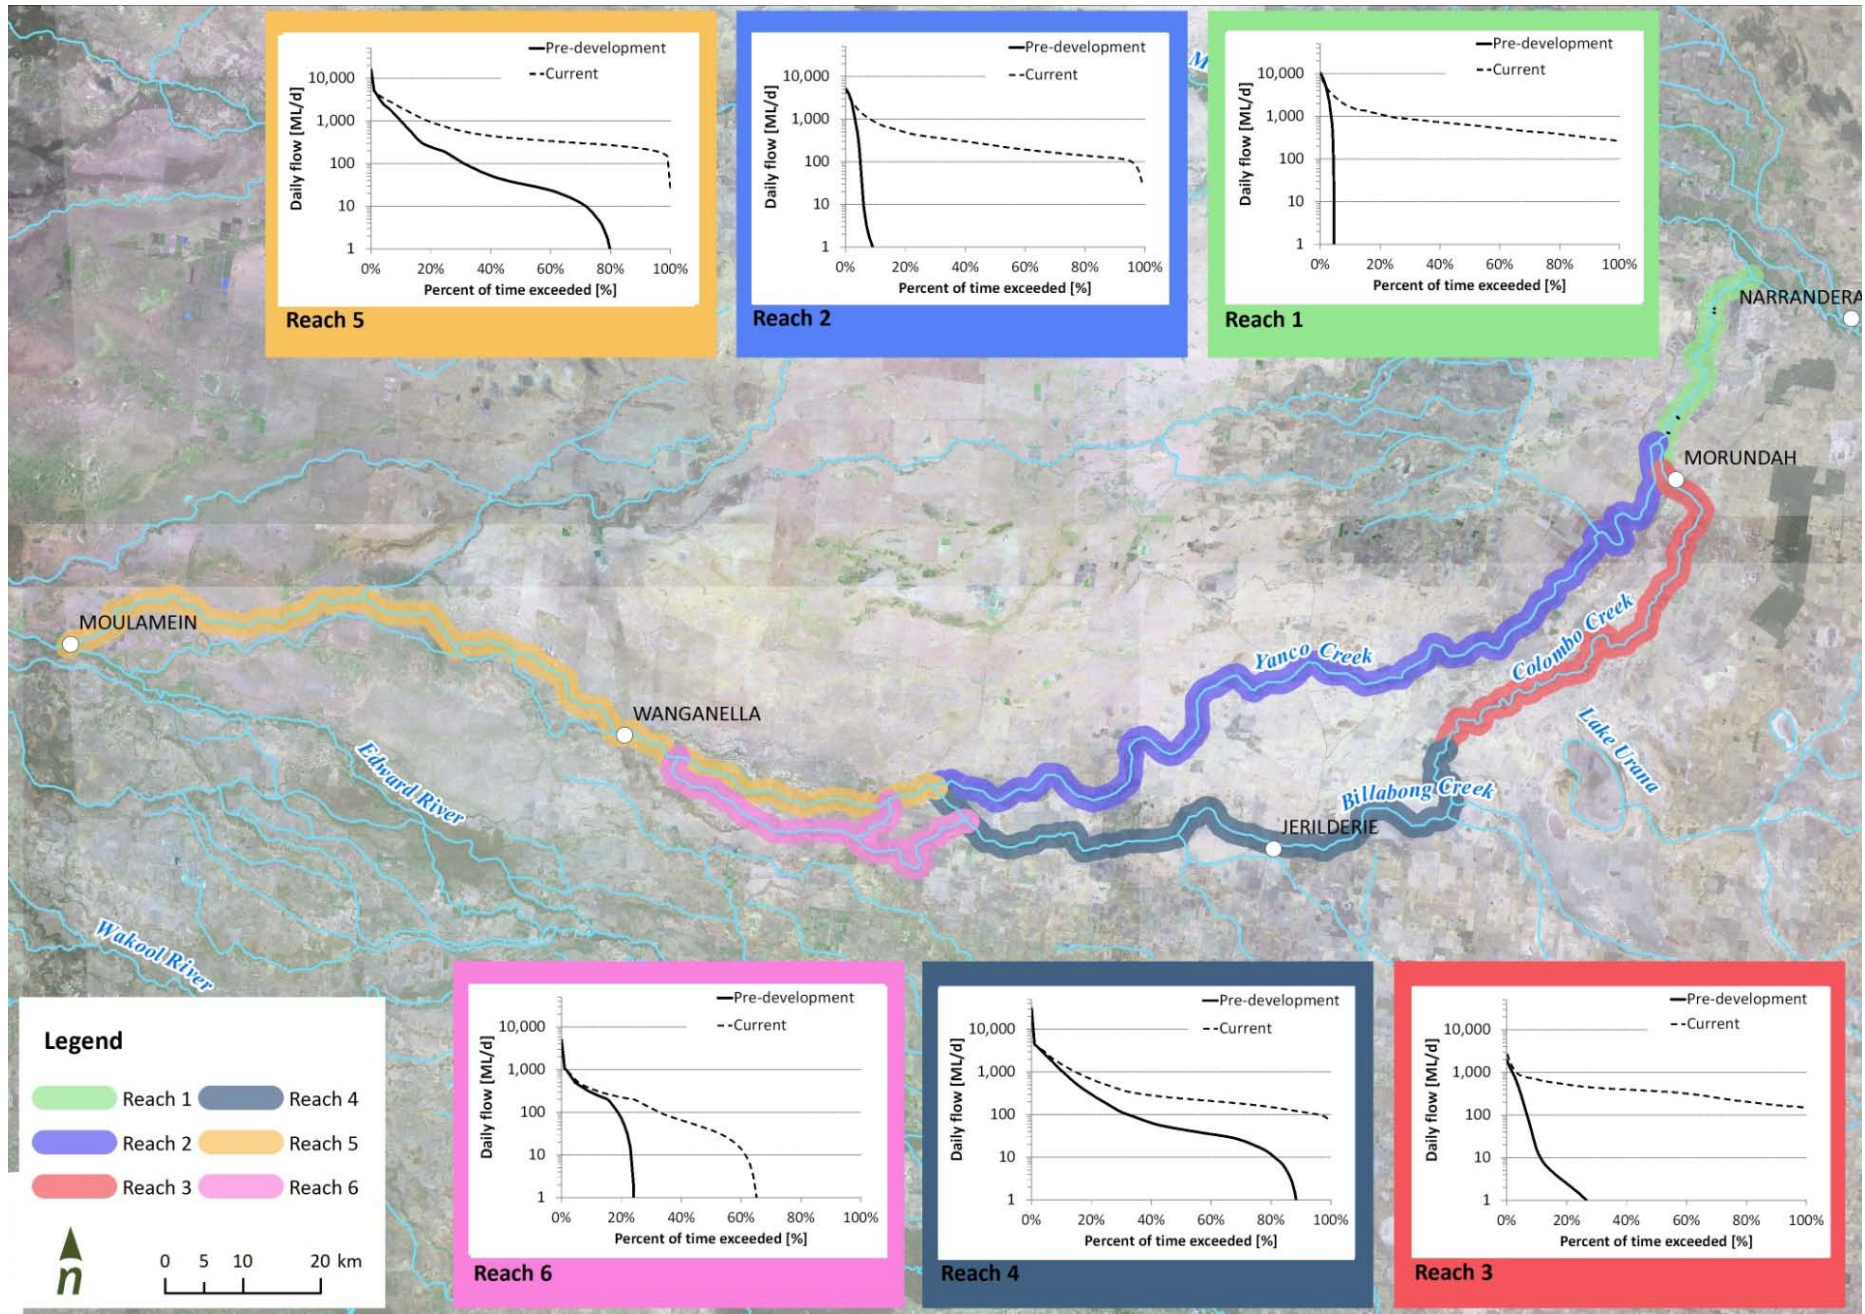 Pre-development
Current
10,000
1,000
100
10
1
Daily flow [ML/d]
0% 20% 40% 60% 80% 100%
Percent of time exceeded [%]
Reach 5
Pre-development
Current
10,000
1,000
100
10
1
Daily flow [ML/d]
0% 20% 40% 60% 80% 100%
Percent of time exceeded [%]
Reach 2
M
Pre-development
Current
10,000
1,000
100
10
1
Daily flow [ML/d]
0% 20% 40% 60% 80% 100%
Percent of time exceeded [%]
Reach 1
NARRANDERA
MORUNDAH
MOULAMEIN
WANGANELLA
Yanco Creek
Colombo Creek
Lake Urana
Edward River
Billabong Creek
JERILDERIE
Wakool River
Legend
Reach 1 Reach 4
Reach 2 Reach 5
Reach 3 Reach 6
n
0 5 10 20 km
Pre-development
Current
10,000
1,000
100
10
1
Daily flow [ML/d]
0% 20% 40% 60% 80% 100%
Percent of time exceeded [%]
Reach 6
Pre-development
Current
10,000
1,000
100
10
1
Daily flow [ML/d]
0% 20% 40% 60% 80% 100%
Percent of time exceeded [%]
Reach 4
Pre-development
Current
10,000
1,000
100
10
1
Daily flow [ML/d]
0% 20% 40% 60% 80% 100%
Percent of time exceeded [%]
Reach 3